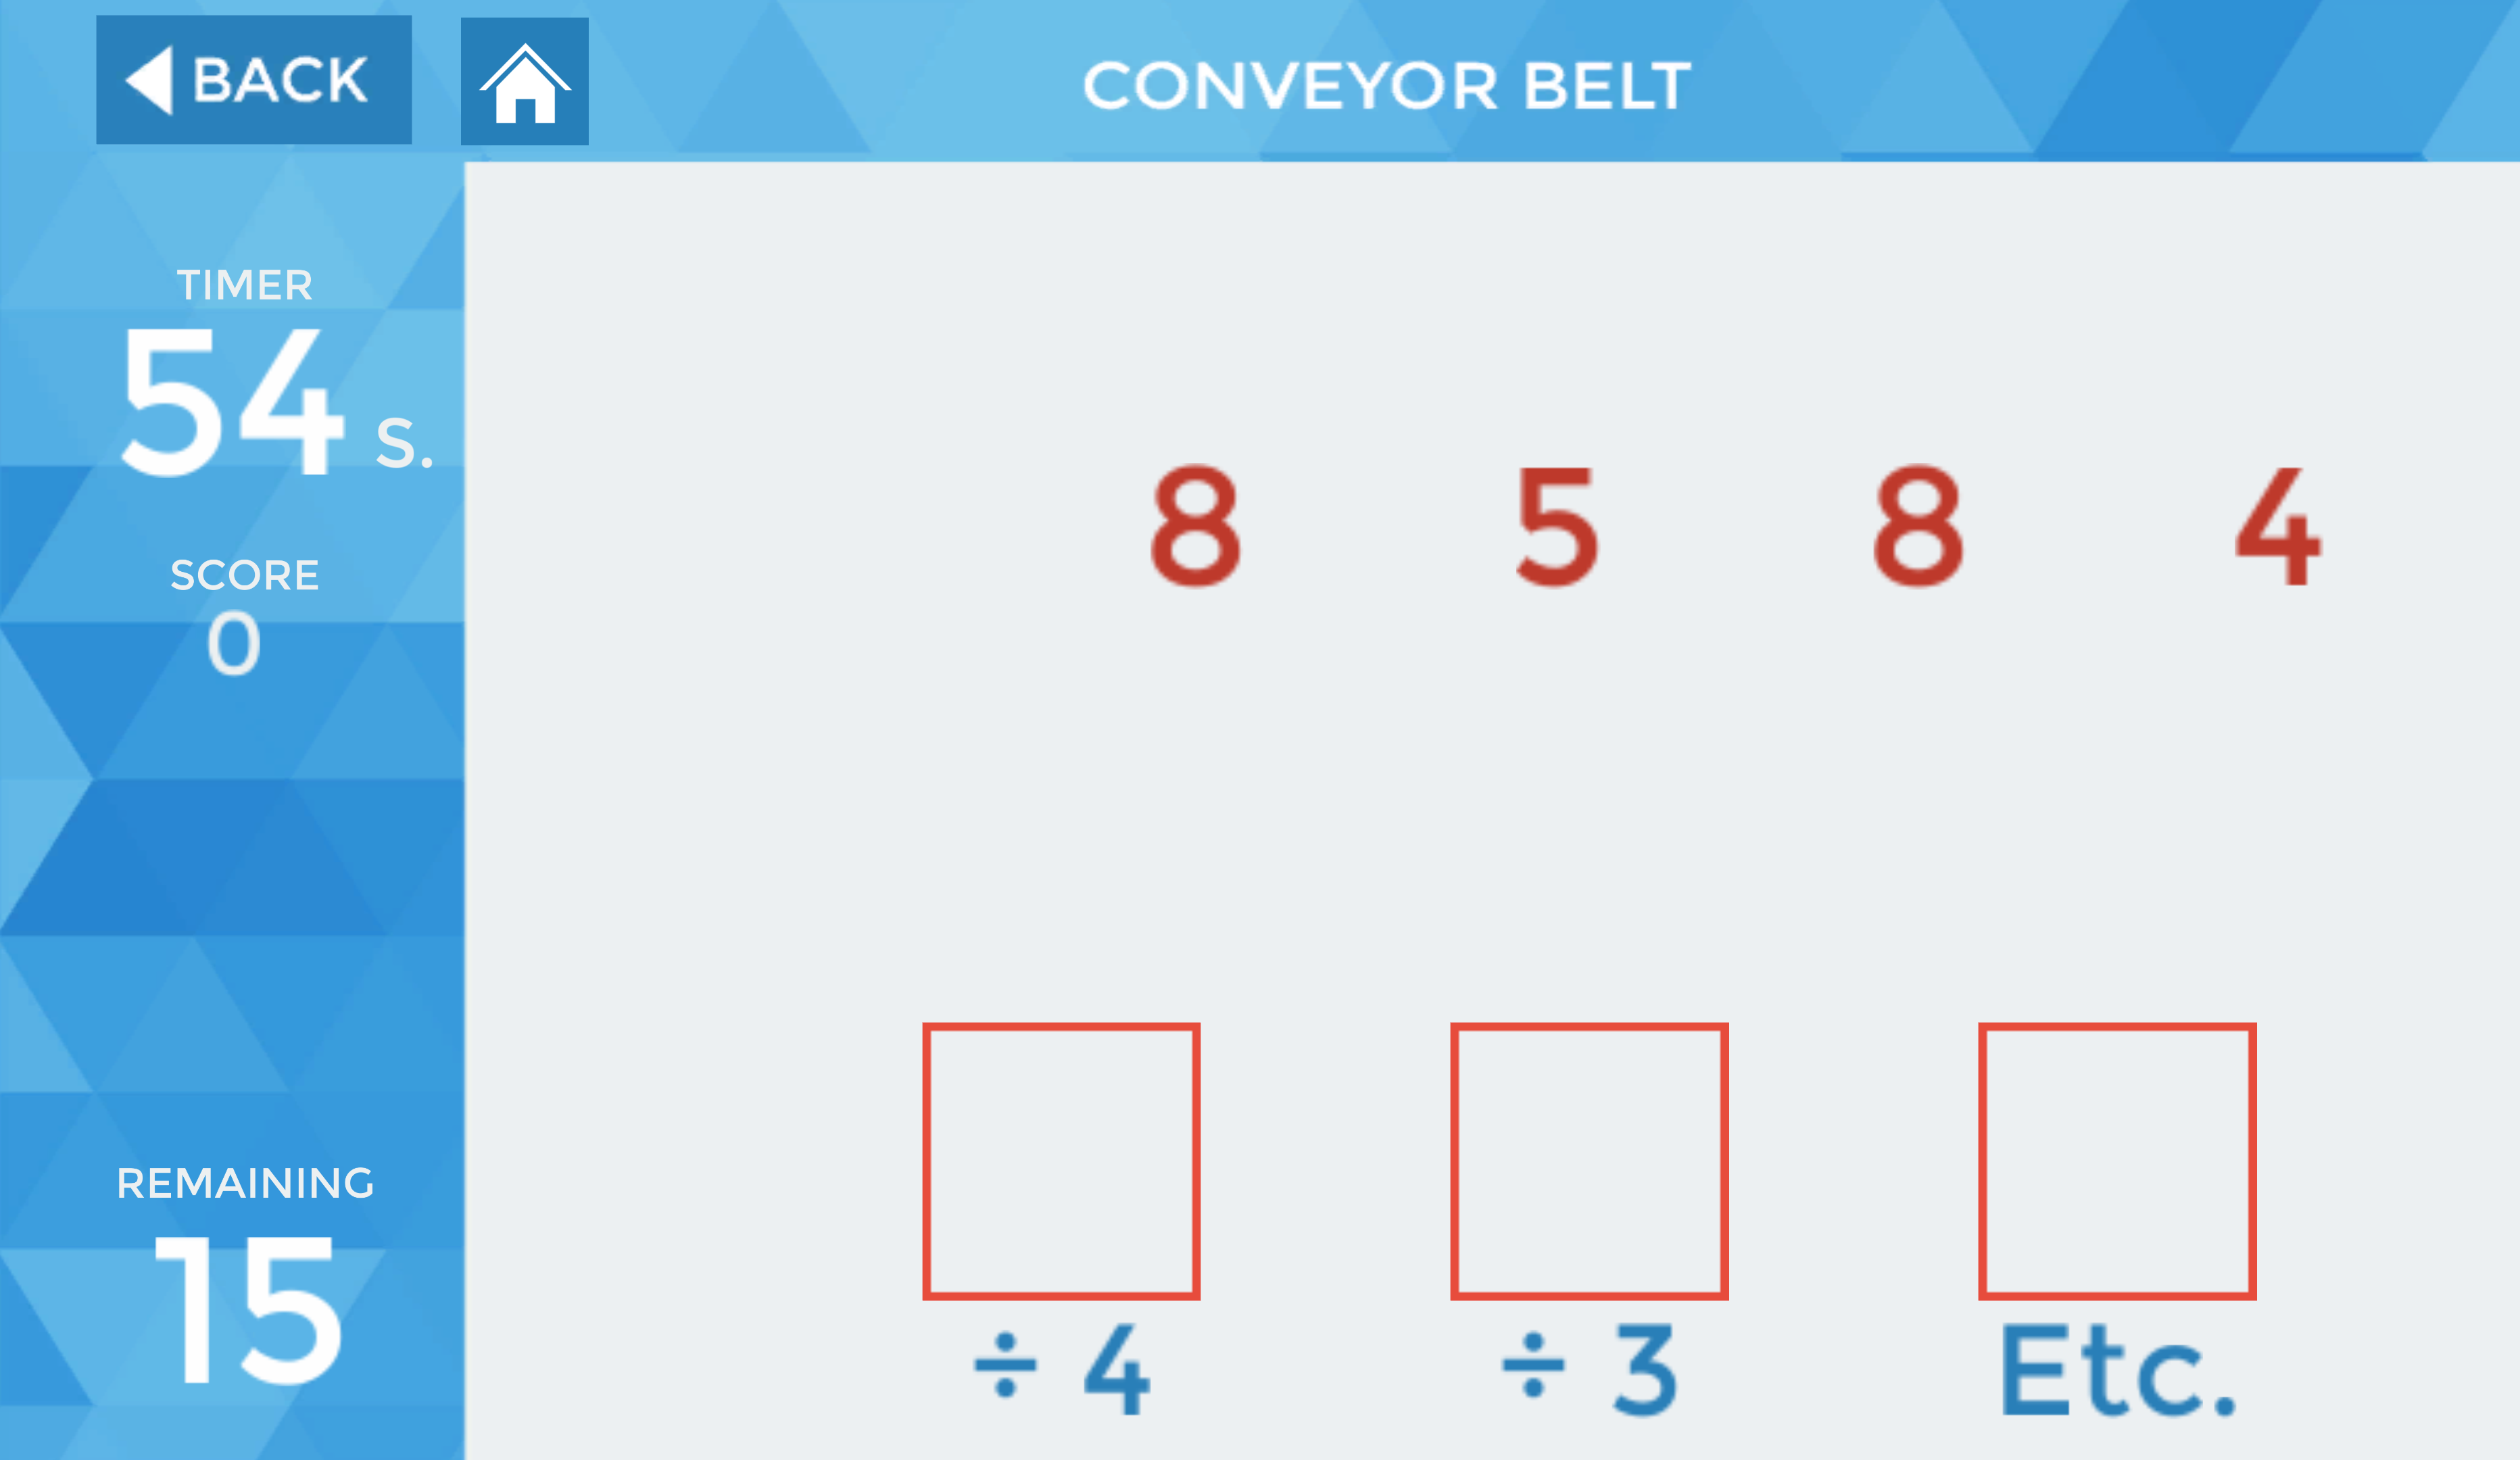 BACK
CONVEYOR BELT
TIMER
54 s.
SCORE
0
8 5 8 4
REMAINING
15
÷ 4 ÷ 3 Etc.